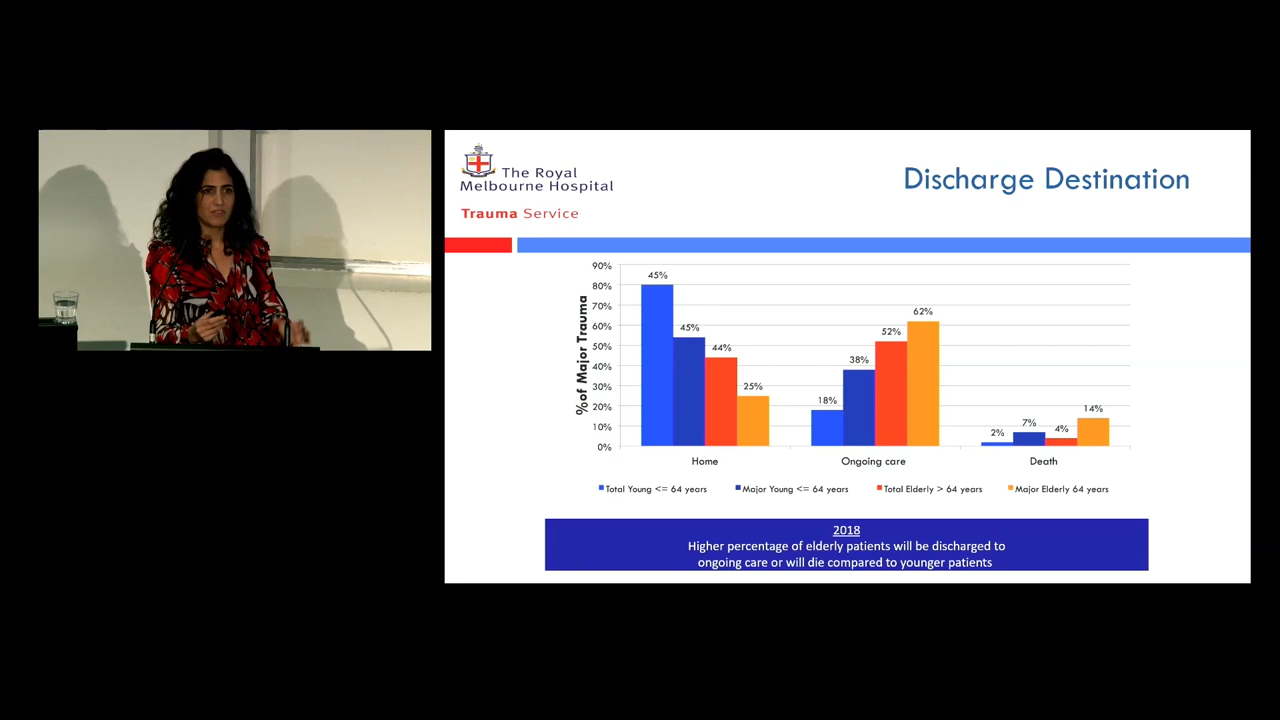 The Royal
Melbourne Hospital
Trauma Service
Discharge Destination
% of Major Trauma
90%
80%
70%
60%
50%
40%
30%
20%
10%
0%
45%
45%
44%
25%
18%
38%
52%
62%
2%
7%
4%
14%
Home
Ongoing care
Death
Total Young <= 64 years
Major Young <= 64 years
Total Elderly > 64 years
Major Elderly 64 years
2018
Higher percentage of elderly patients will be discharged to
ongoing care or will die compared to younger patients